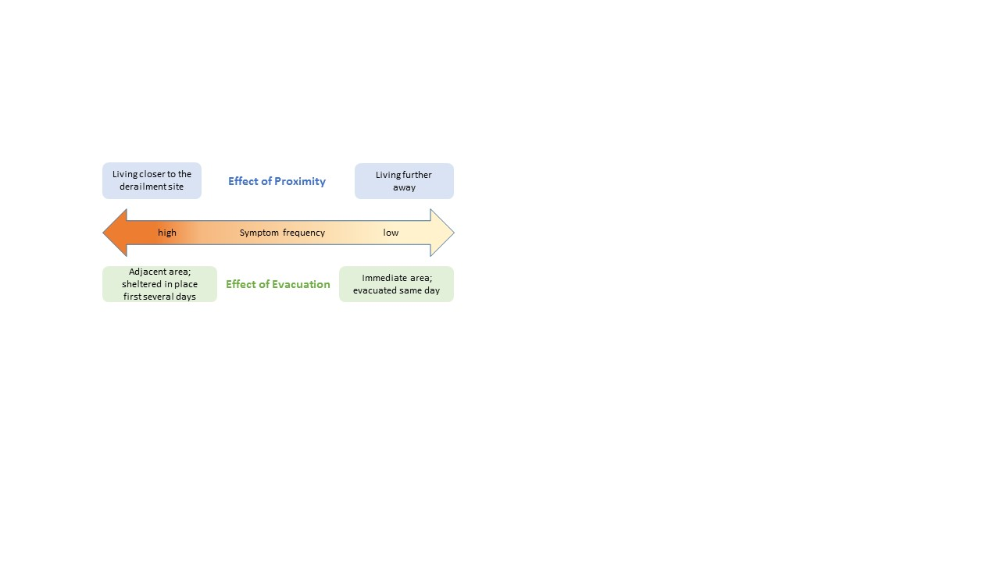 Living closer to the
derailment site
Effect of Proximity
Living further
away
high
Symptom frequency
low
Adjacent area;
sheltered in place
first several days
Effect of Evacuation
Immediate area;
evacuated same day